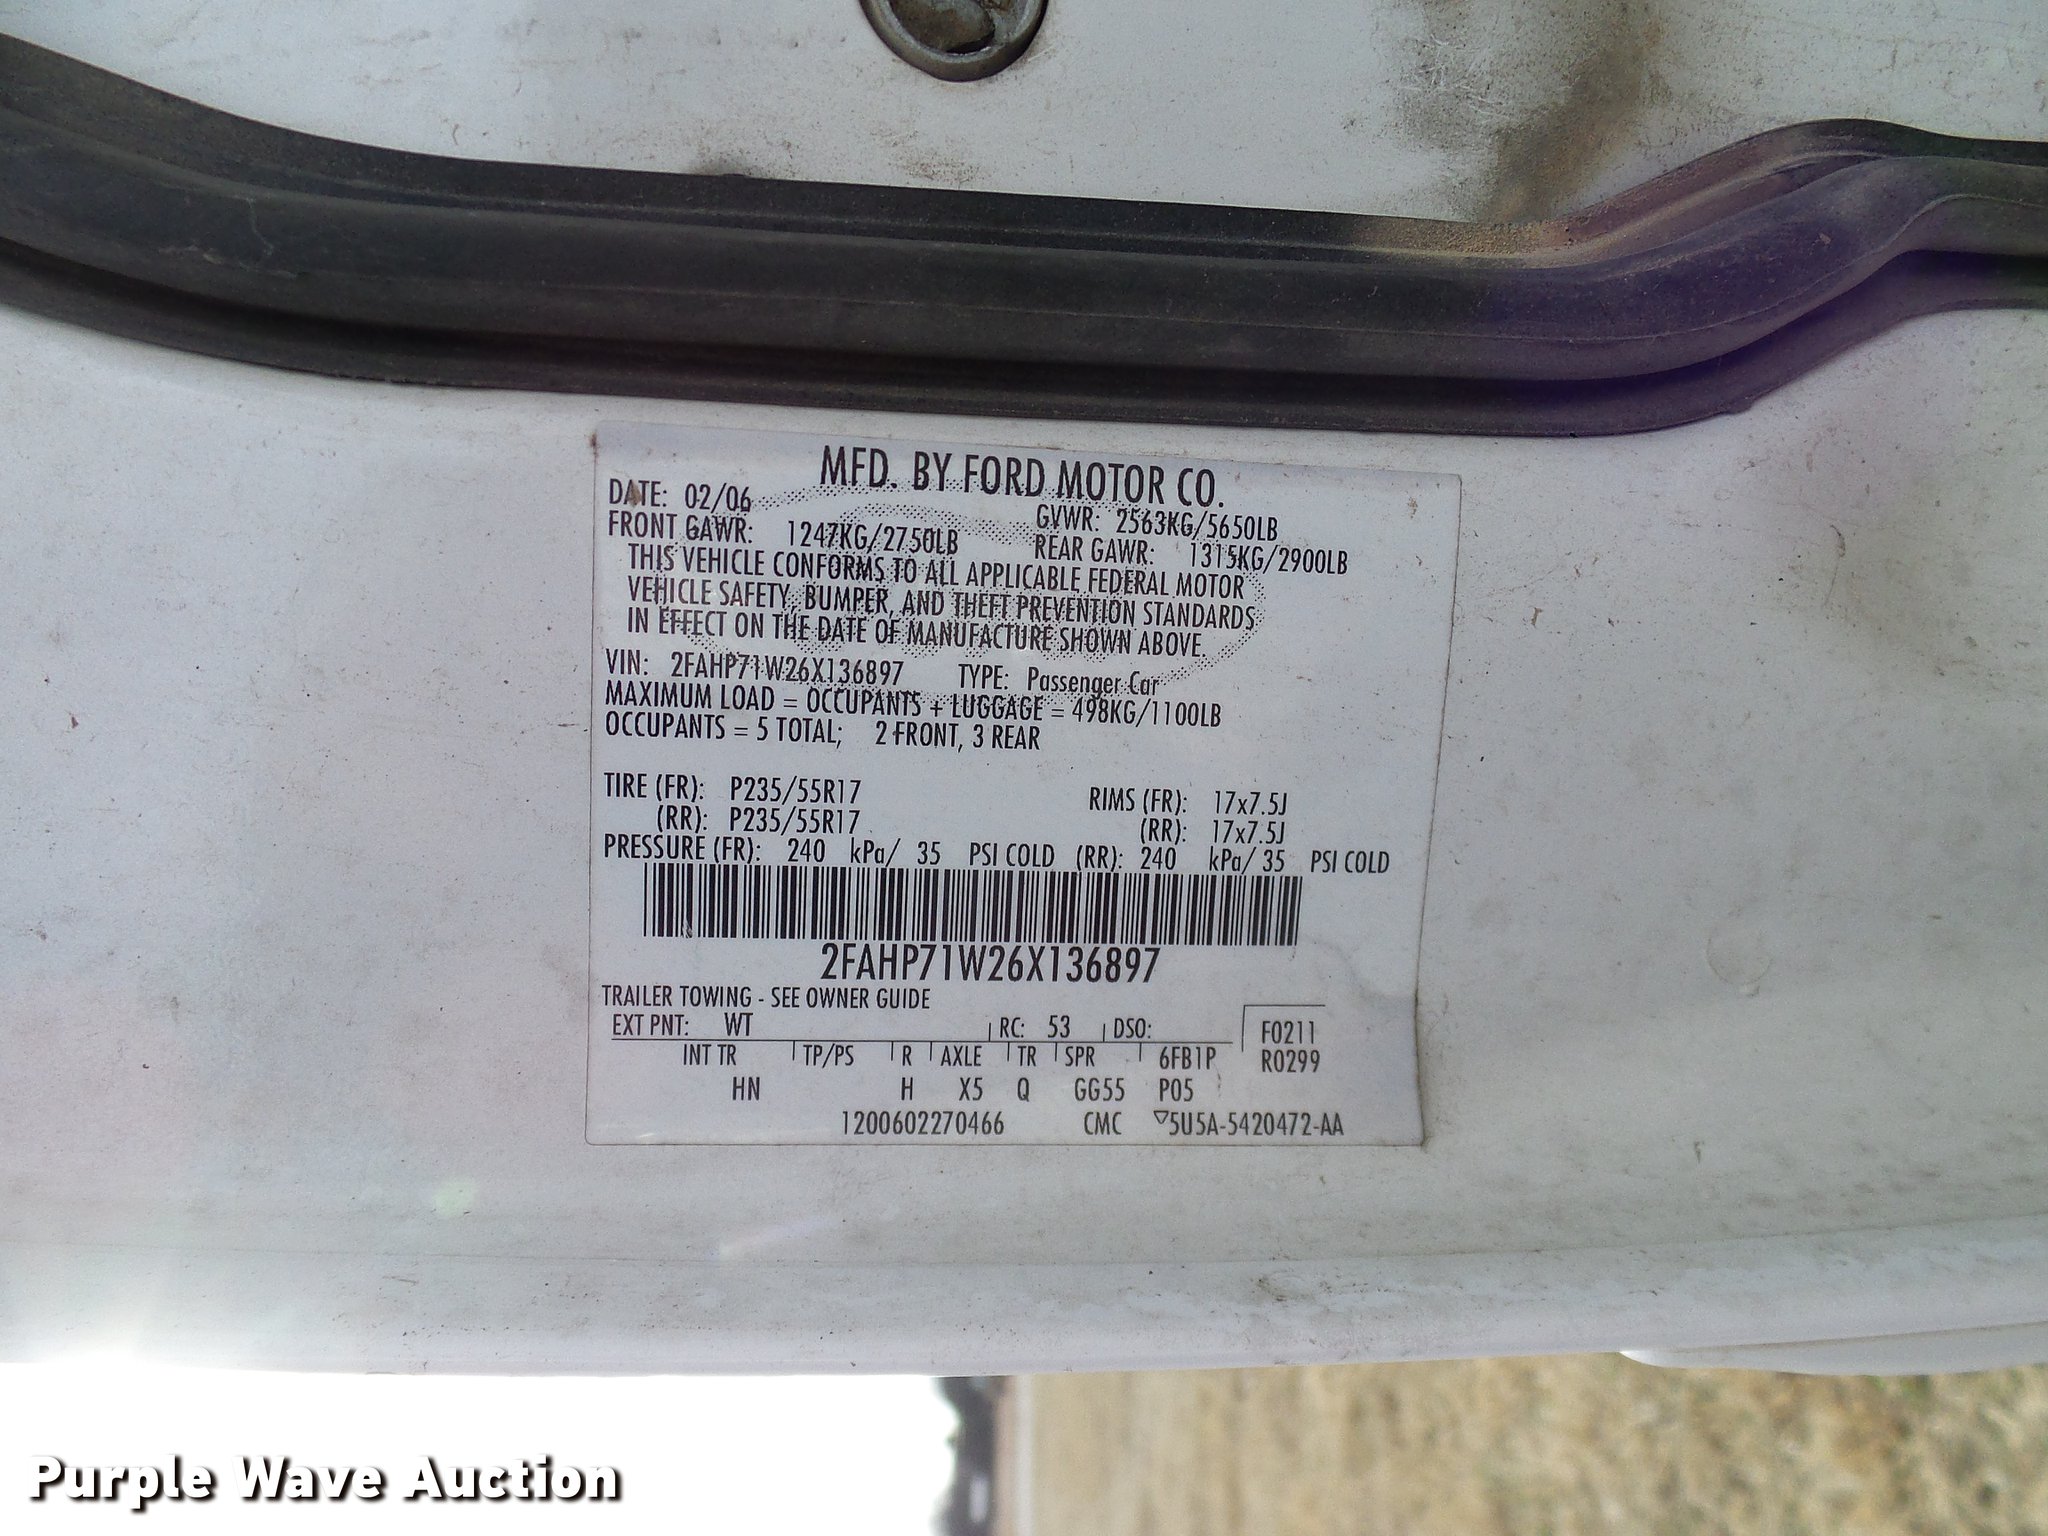 MFD. BY FORD MOTOR CO.
DATE: 02/06 GVWR: 2563KG/5650LB
FRONT GAWR: 1247KG/2750LB REAR GAWR: 1315KG/2900LB
THIS VEHICLE CONFORMS TO ALL APPLICABLE FEDERAL MOTOR
VEHICLE SAFETY, BUMPER, AND THEFT PREVENTION STANDARDS
IN EFFECT ON THE DATE OF MANUFACTURE SHOWN ABOVE.
VIN: 2FAHP71W26X136897 TYPE: Passenger Car
MAXIMUM LOAD = OCCUPANTS + LUGGAGE = 498KG/1100LB
OCCUPANTS = 5 TOTAL; 2 FRONT, 3 REAR
TIRE (FR): P235/55R17 RIMS (FR): 17x7.5J
(RR): P235/55R17 (RR): 17x7.5J
PRESSURE (FR): 240 kPa/ 35 PSI COLD (RR): 240 kPa/ 35 PSI COLD
2FAHP71W26X136897
TRAILER TOWING - SEE OWNER GUIDE
EXT PNT: WT RC: 53 DSO: F0211
INT TR TP/PS R AXLE TR SPR 6FB1P R0299
HN H X5 Q GG55 P05
1200602270466 CMC ▽5U5A-5420472-AA
Purple Wave Auction